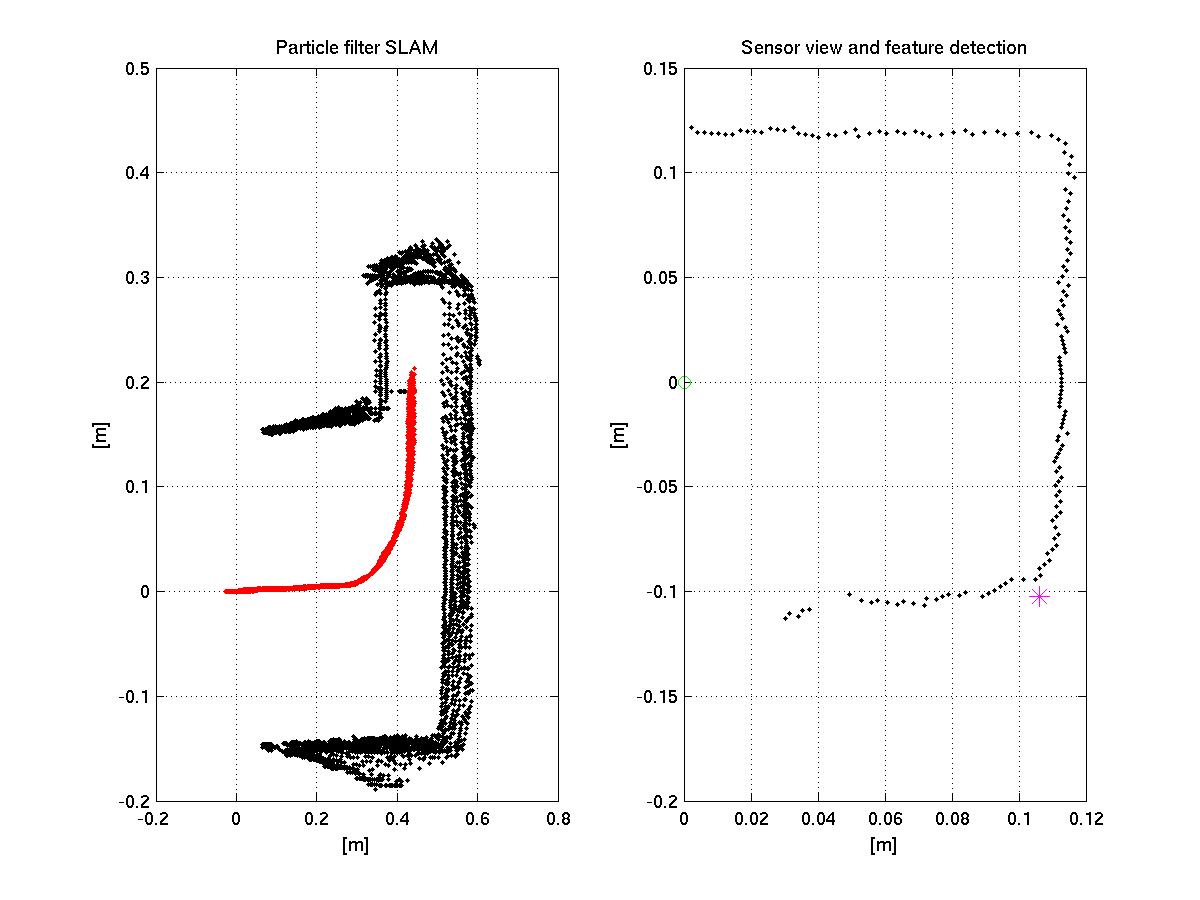 Particle filter SLAM
0.5
0.4
0.3
0.2
0.1
0
-0.1
-0.2
-0.2 0 0.2 0.4 0.6 0.8
[m]
[m]
Sensor view and feature detection
0.15
0.1
0.05
0
-0.05
-0.1
-0.15
-0.2
0 0.02 0.04 0.06 0.08 0.1 0.12
[m]
[m]